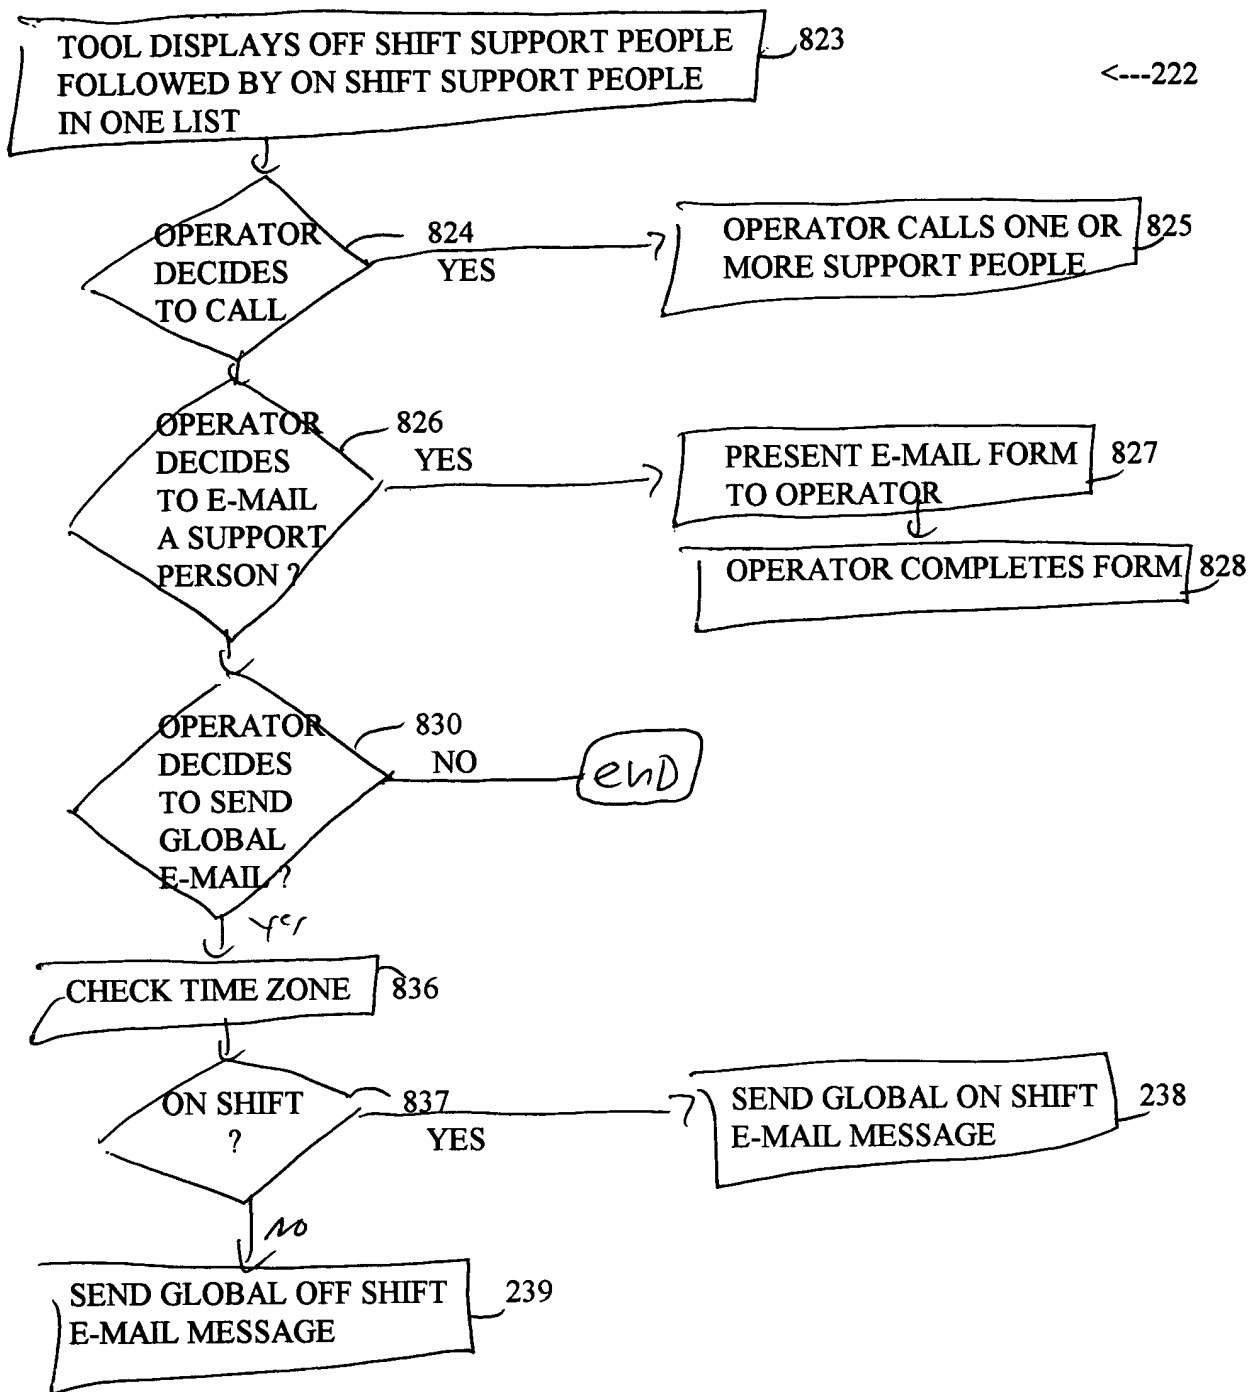 TOOL DISPLAYS OFF SHIFT SUPPORT PEOPLE
FOLLOWED BY ON SHIFT SUPPORT PEOPLE
IN ONE LIST
823
<---222
OPERATOR
DECIDES
TO CALL
824
YES
OPERATOR CALLS ONE OR
MORE SUPPORT PEOPLE
825
OPERATOR
DECIDES
TO E-MAIL
A SUPPORT
PERSON ?
826
YES
PRESENT E-MAIL FORM
TO OPERATOR
827
OPERATOR COMPLETES FORM
828
OPERATOR
DECIDES
TO SEND
GLOBAL
E-MAIL ?
830
NO
enD
Yes
CHECK TIME ZONE
836
ON SHIFT
?
837
YES
SEND GLOBAL ON SHIFT
E-MAIL MESSAGE
238
NO
SEND GLOBAL OFF SHIFT
E-MAIL MESSAGE
239